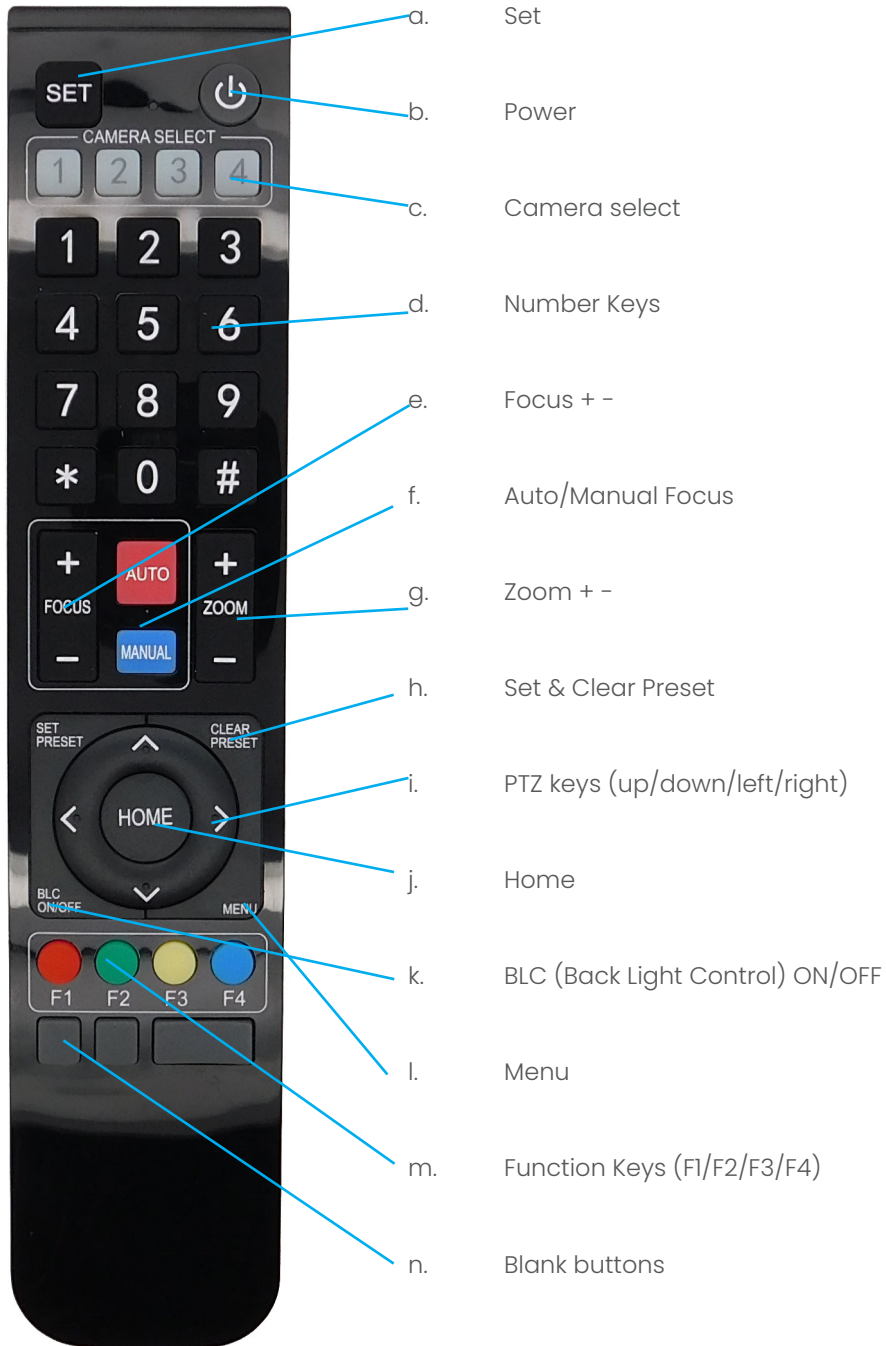 a. Set
SET
b. Power
CAMERA SELECT
1 2 3 4
c. Camera select
1 2 3
d. Number Keys
4 5 6
e. Focus + -
7 8 9
* 0 #
f. Auto/Manual Focus
+ AUTO +
g. Zoom + -
FOCUS ZOOM
- MANUAL -
h. Set & Clear Preset
SET
PRESET
CLEAR
PRESET
i. PTZ keys (up/down/left/right)
HOME
j. Home
BLC
ON/OFF
MENU
k. BLC (Back Light Control) ON/OFF
F1 F2 F3 F4
l. Menu
m. Function Keys (F1/F2/F3/F4)
n. Blank buttons